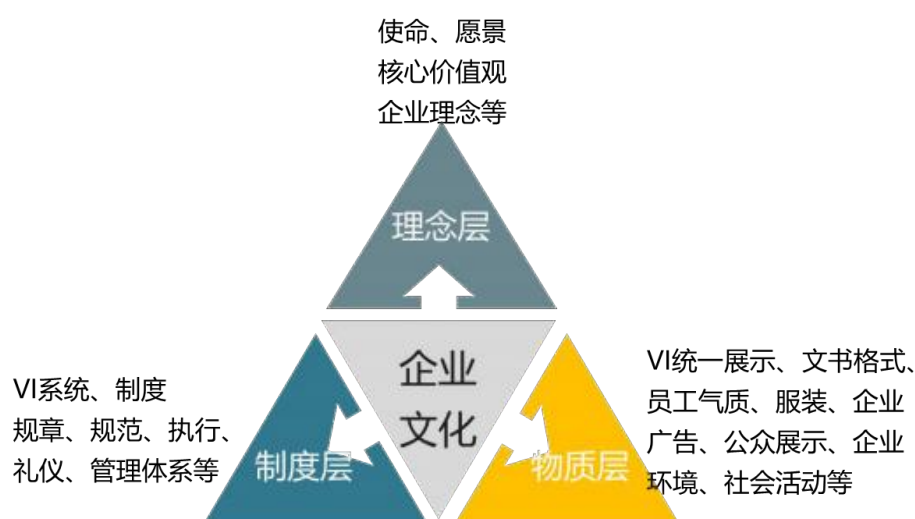 使命、愿景
核心价值观
企业理念等
理念层
企业
文化
VI系统、制度
规章、规范、执行、
礼仪、管理体系等
制度层
VI统一展示、文书格式、
员工气质、服装、企业
广告、公众展示、企业
环境、社会活动等
物质层